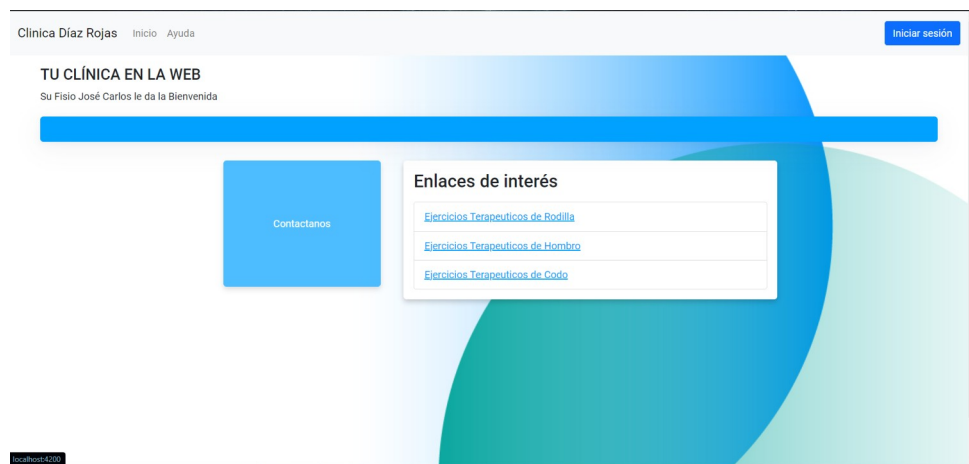 Clinica Díaz Rojas Inicio Ayuda Iniciar sesión
TU CLÍNICA EN LA WEB
Su Fisio José Carlos le da la Bienvenida
Contactanos
Enlaces de interés
Ejercicios Terapeuticos de Rodilla
Ejercicios Terapeuticos de Hombro
Ejercicios Terapeuticos de Codo
localhost:4200